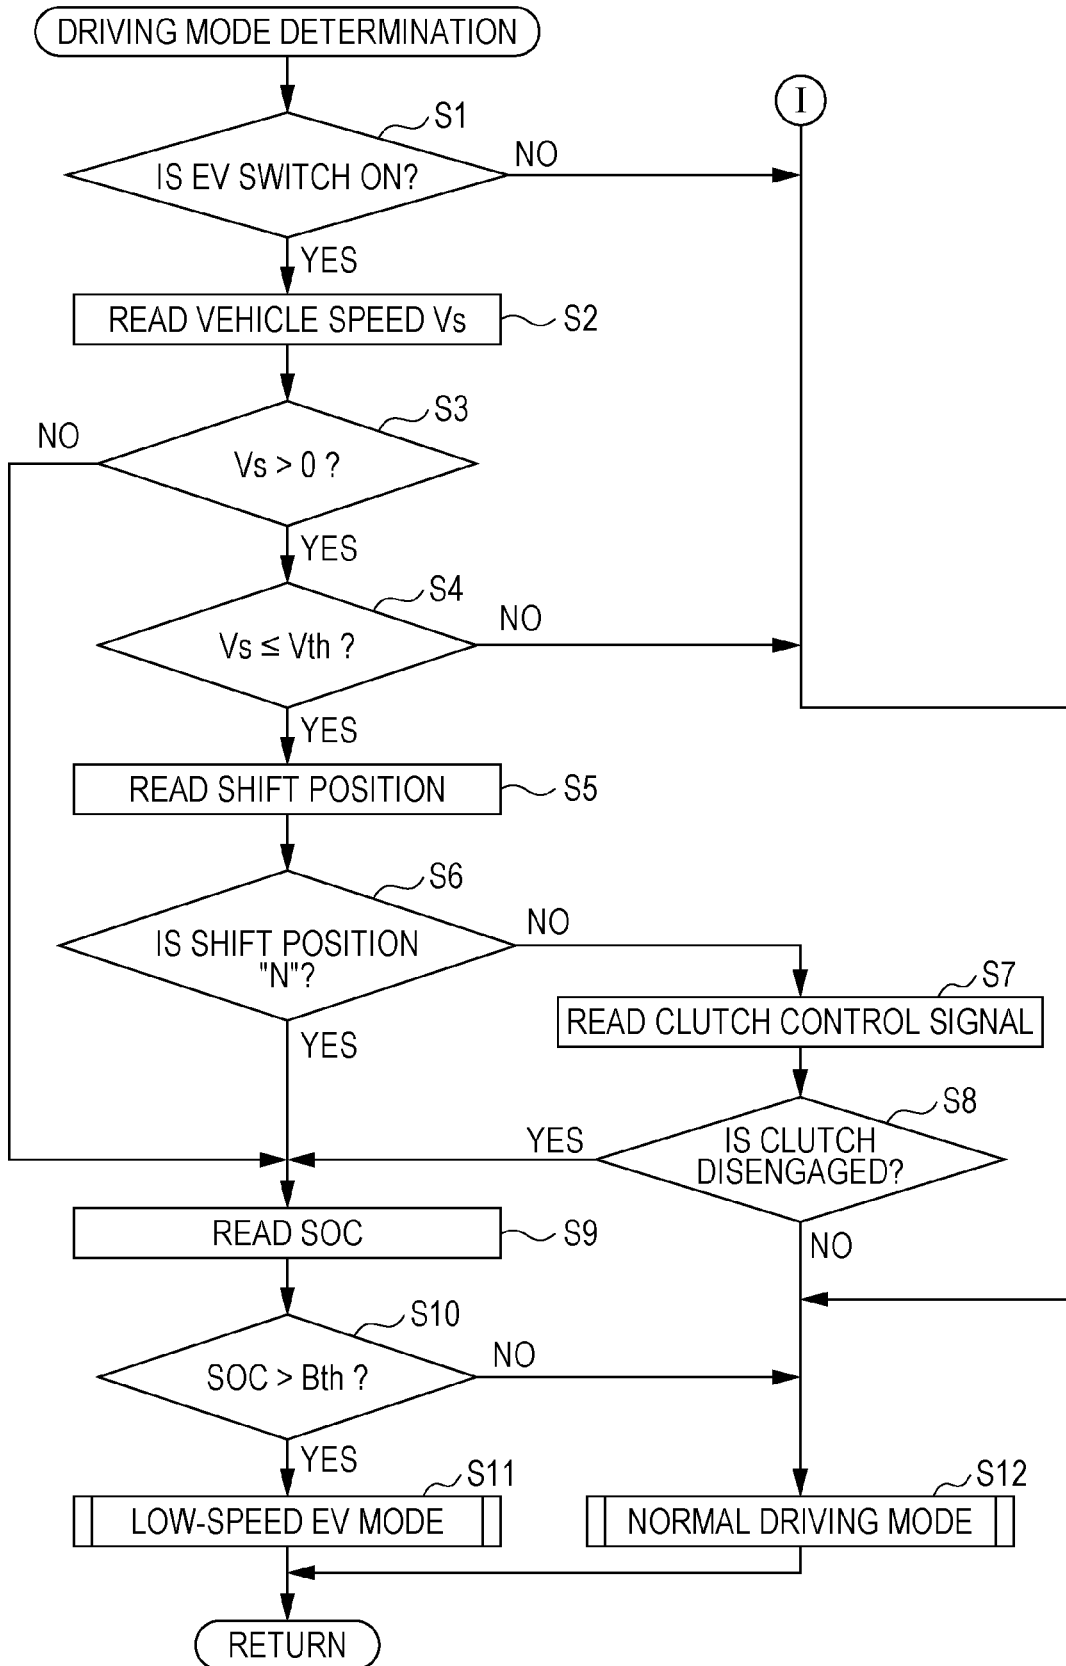 DRIVING MODE DETERMINATION
I
S1
IS EV SWITCH ON?
NO
YES
READ VEHICLE SPEED Vs
S2
S3
NO
Vs > 0 ?
YES
S4
Vs ≤ Vth ?
NO
YES
READ SHIFT POSITION
S5
S6
IS SHIFT POSITION
"N"?
NO
YES
S7
READ CLUTCH CONTROL SIGNAL
S8
IS CLUTCH
DISENGAGED?
YES
NO
READ SOC
S9
S10
SOC > Bth ?
NO
YES
S11
LOW-SPEED EV MODE
S12
NORMAL DRIVING MODE
RETURN